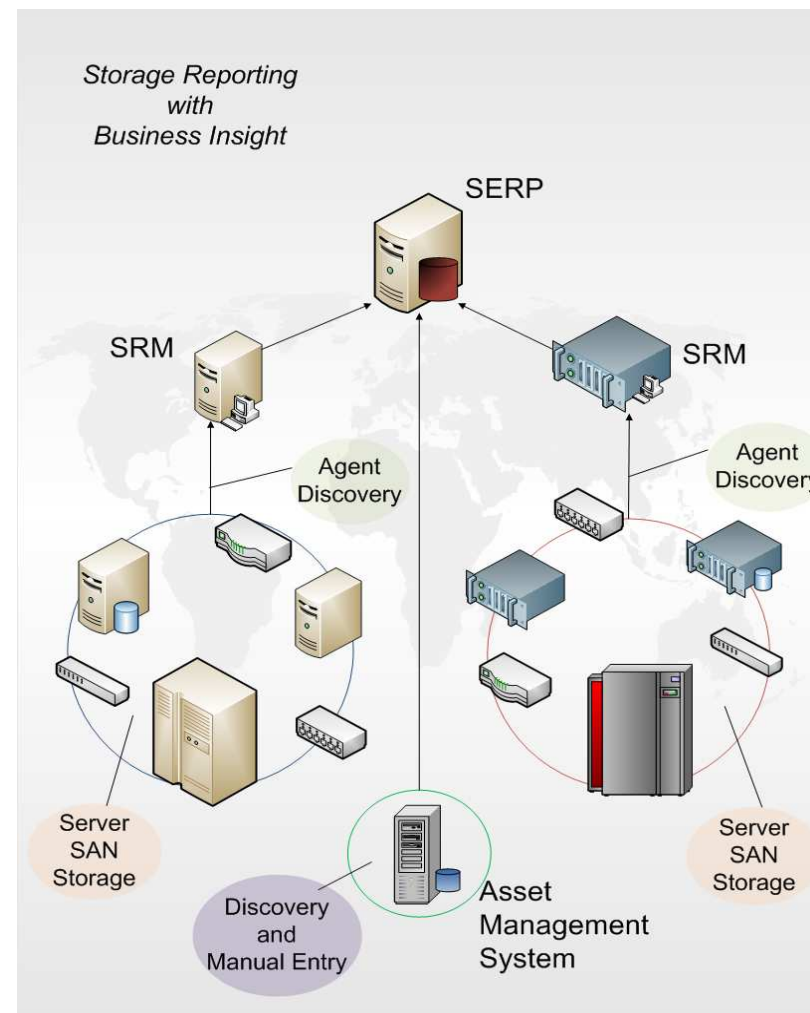 Storage Reporting
with
Business Insight
SERP
SRM
SRM
Agent
Discovery
Agent
Discovery
Server
SAN
Storage
Server
SAN
Storage
Discovery
and
Manual Entry
Asset
Management
System